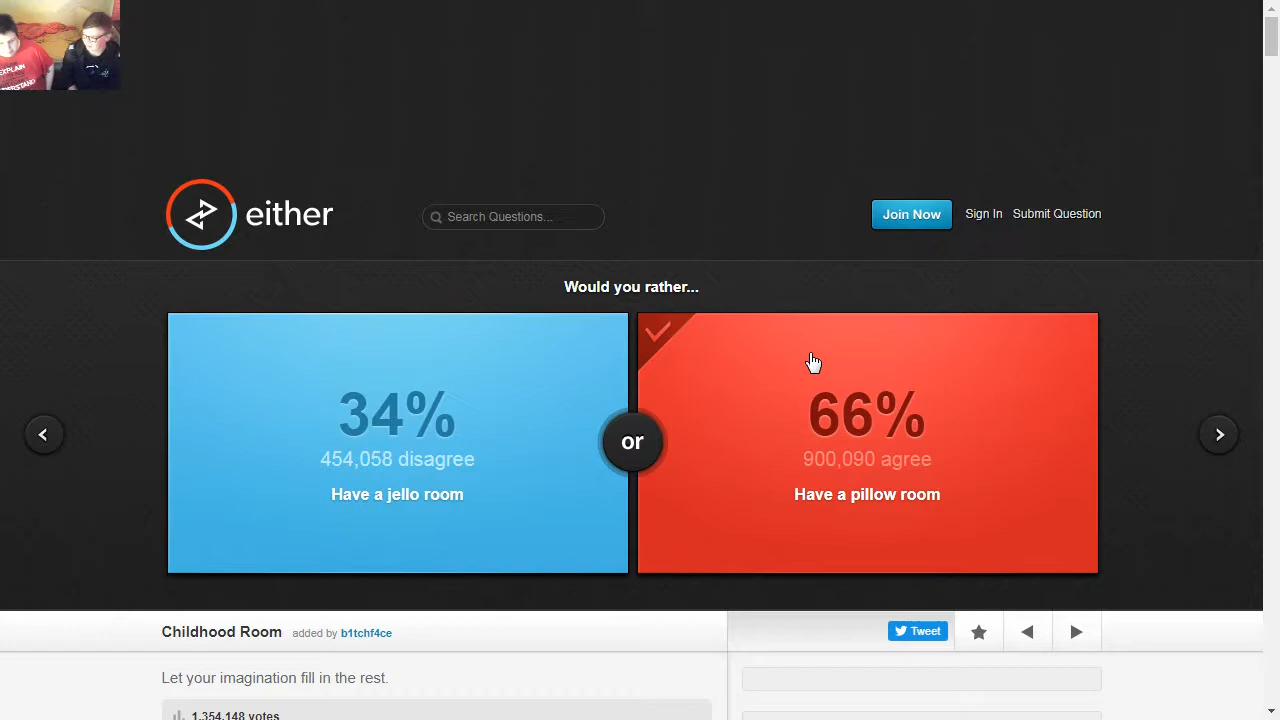 EXPLAIN
UNDERSTAND
either
Search Questions...
Join Now
Sign In
Submit Question
Would you rather...
34%
454,058 disagree
Have a jello room
or
66%
900,090 agree
Have a pillow room
Childhood Room added by b1tchf4ce
Tweet
Let your imagination fill in the rest.
1,354,148 votes